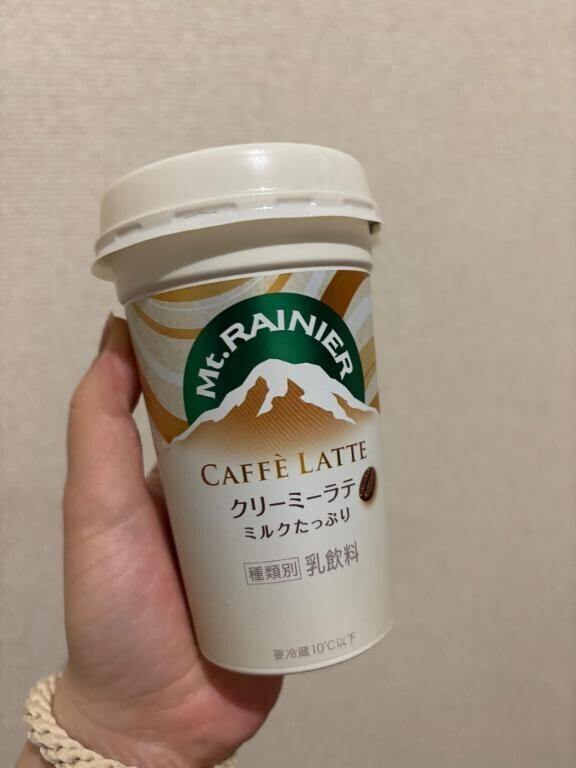 Mt. RAINIER
CAFFÈ LATTE
クリーミーラテ
ミルクたっぷり
種類別 乳飲料
要冷蔵10℃以下